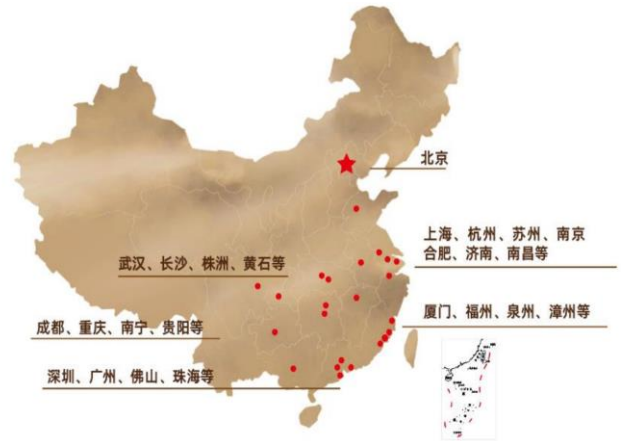 北京
上海、杭州、苏州、南京
合肥、济南、南昌等
武汉、长沙、株洲、黄石等
厦门、福州、泉州、漳州等
成都、重庆、南宁、贵阳等
深圳、广州、佛山、珠海等